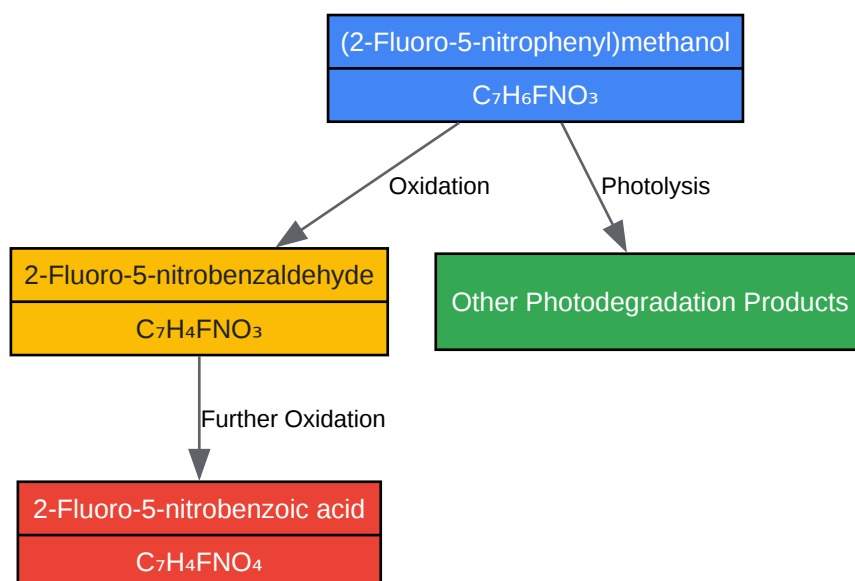 (2-Fluoro-5-nitrophenyl)methanol
C₇H₆FNO₃
Oxidation
Photolysis
2-Fluoro-5-nitrobenzaldehyde
C₇H₄FNO₃
Other Photodegradation Products
Further Oxidation
2-Fluoro-5-nitrobenzoic acid
C₇H₄FNO₄